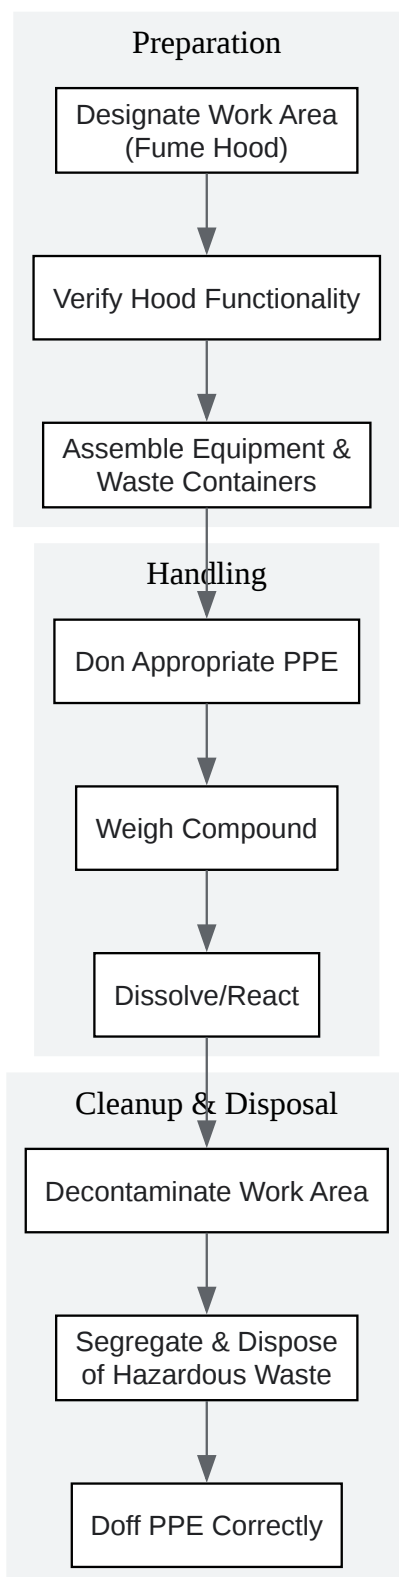 Preparation
Designate Work Area
(Fume Hood)
Verify Hood Functionality
Assemble Equipment &
Waste Containers
Handling
Don Appropriate PPE
Weigh Compound
Dissolve/React
Cleanup & Disposal
Decontaminate Work Area
Segregate & Dispose
of Hazardous Waste
Doff PPE Correctly